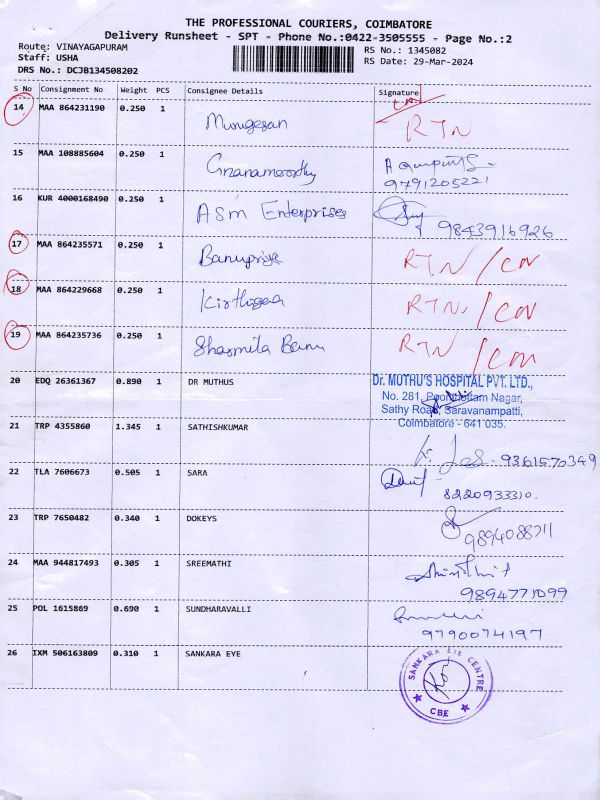 THE PROFESSIONAL COURIERS, COIMBATORE
Delivery Runsheet - SPT - Phone No.:0422-3505555 - Page No.:2
Route: VINAYAGAPURAM
RS No.: 1345082
Staff: USHA
RS Date: 29-Mar-2024
DRS No.: DCJB134508202
S No Consignment No Weight PCS Consignee Details Signature
14 MAA 864231190 0.250 1 Murugesan RTN
15 MAA 108885604 0.250 1 Gnanamoorthy
9791205221
16 KUR 4000168490 0.250 1 ASM Enterprises 9843916926
17 MAA 864235571 0.250 1 Banupriya RTN/CN
18 MAA 864229668 0.250 1 Kirthigaa RTN/CN
19 MAA 864235736 0.250 1 Sharmila Banu RTN/CN
20 EDQ 26361367 0.890 1 DR MUTHUS
Dr. MUTHU'S HOSPITAL PVT. LTD.,
No. 281, Poonthottam Nagar,
Sathy Road, Saravanampatti,
Coimbatore - 641 035.
21 TRP 4355860 1.345 1 SATHISHKUMAR 9361570349
22 TLA 7606673 0.505 1 SARA
8220933310.
23 TRP 7650482 0.340 1 DOKEYS
9894088711
24 MAA 944817493 0.305 1 SREEMATHI
9894771099
25 POL 1615869 0.690 1 SUNDHARAVALLI
9790074197
26 IXM 506163809 0.310 1 SANKARA EYE
SANKARA EYE CENTRE
CBE